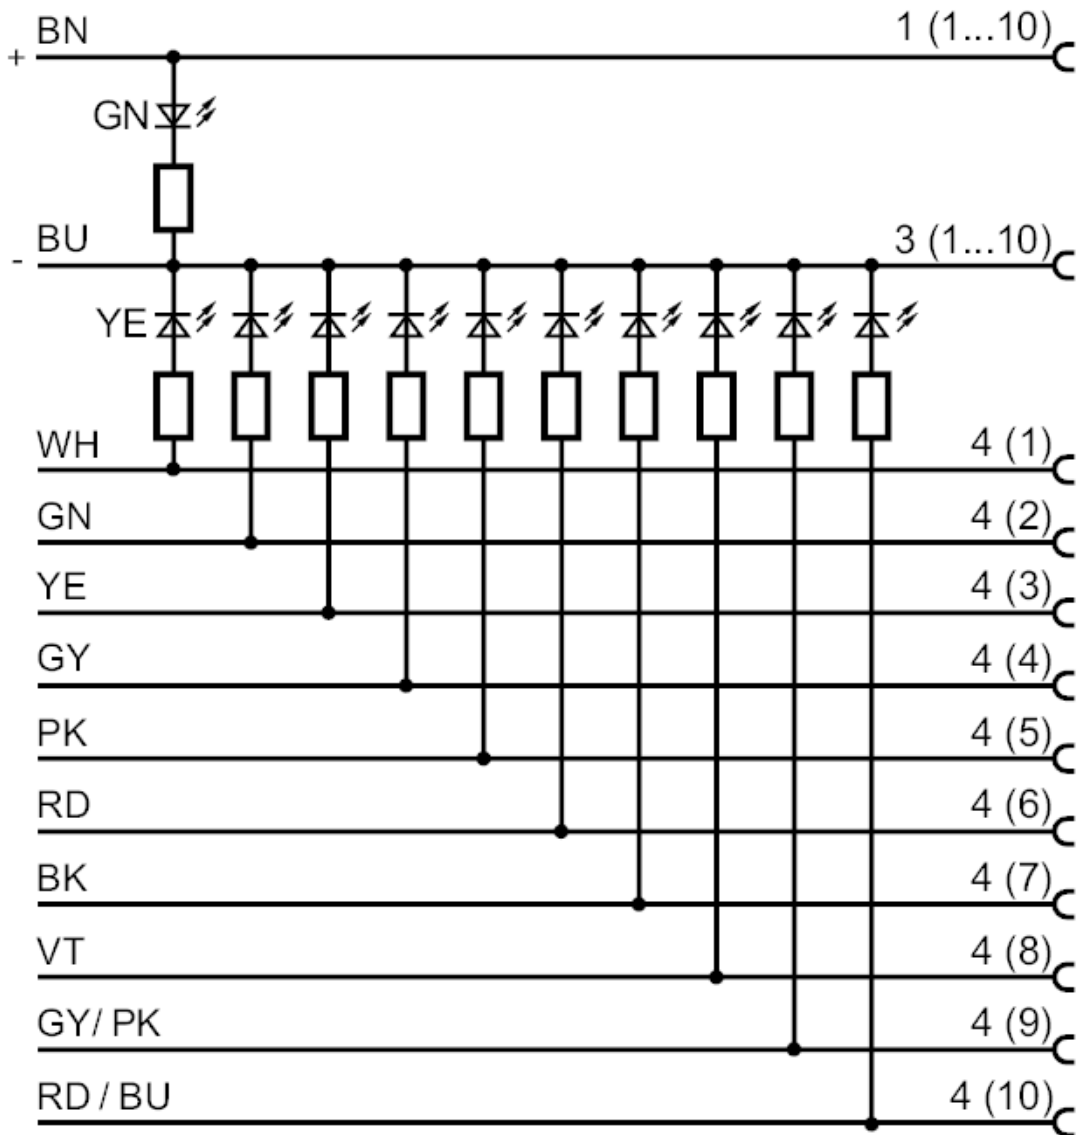 BN 1 (1...10)
+
GN
BU 3 (1...10)
-
YE
WH 4 (1)
GN 4 (2)
YE 4 (3)
GY 4 (4)
PK 4 (5)
RD 4 (6)
BK 4 (7)
VT 4 (8)
GY/ PK 4 (9)
RD / BU 4 (10)